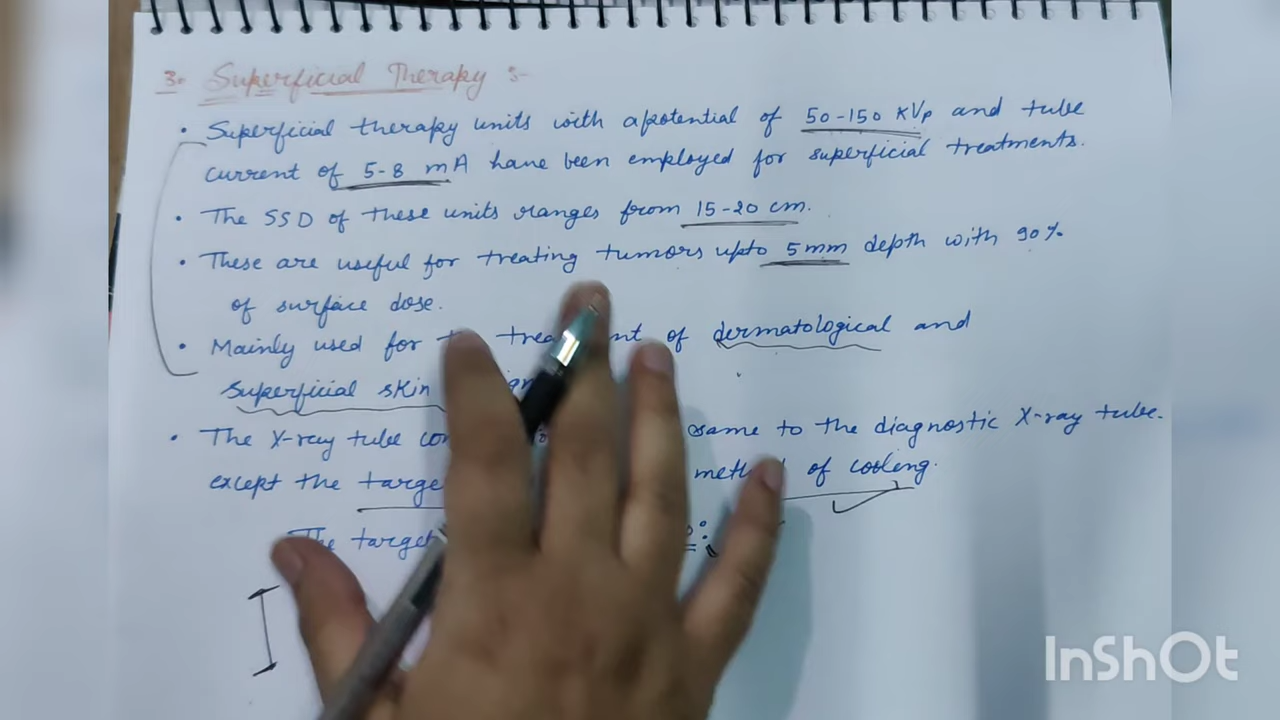 3. Superficial Therapy :-
• Superficial therapy units with a potential of 50-150 KVp and tube
current of 5-8 mA have been employed for superficial treatments.
• The SSD of these units ranges from 15-20 cm.
• These are useful for treating tumors upto 5mm depth with 90%
of surface dose.
• Mainly used for of dermatological and
Superficial skin
• The X-ray tube same to the diagnostic X-ray tube.
except the of cooling.
The
InShOt